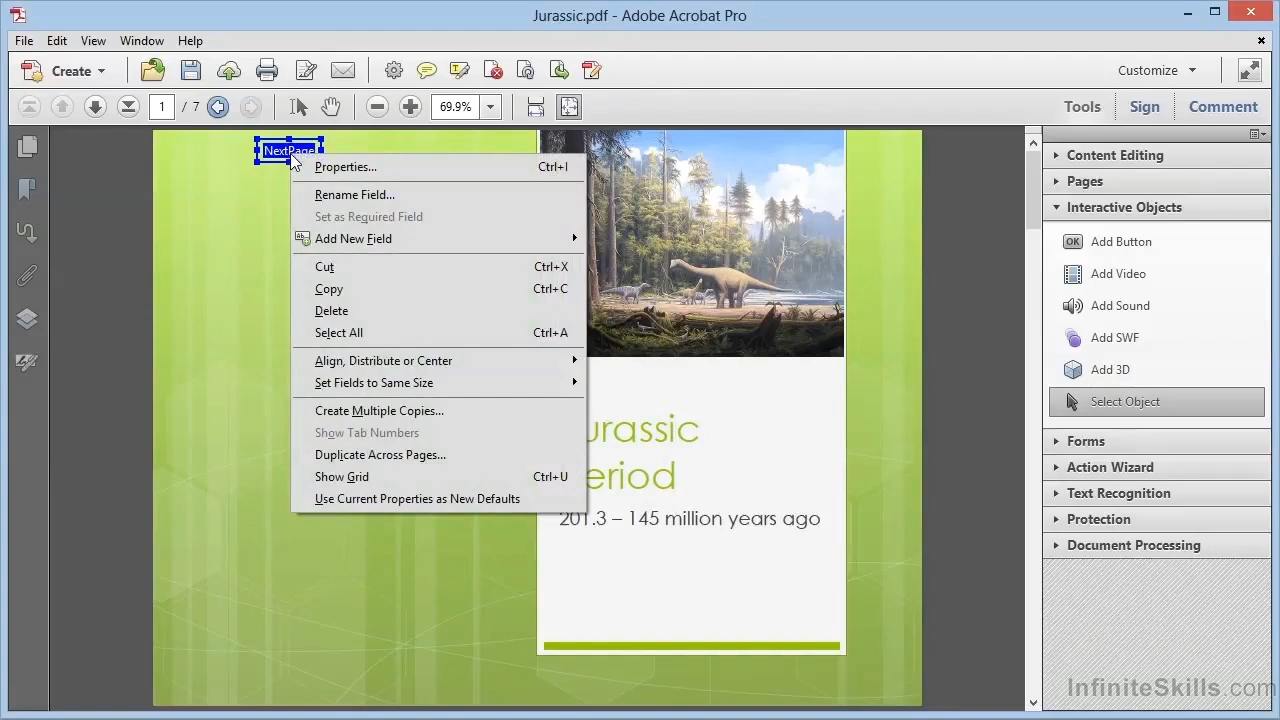 Jurassic.pdf - Adobe Acrobat Pro
File Edit View Window Help
Create Customize
1 / 7 69.9% Tools Sign Comment
NextPage
Properties... Ctrl+I
Rename Field...
Set as Required Field
Add New Field
Cut Ctrl+X
Copy Ctrl+C
Delete
Select All Ctrl+A
Align, Distribute or Center
Set Fields to Same Size
Create Multiple Copies...
Show Tab Numbers
Duplicate Across Pages...
Show Grid Ctrl+U
Use Current Properties as New Defaults
urassic
eriod
201.3 – 145 million years ago
Content Editing
Pages
Interactive Objects
OK Add Button
Add Video
Add Sound
Add SWF
Add 3D
Select Object
Forms
Action Wizard
Text Recognition
Protection
Document Processing
InfiniteSkills.com